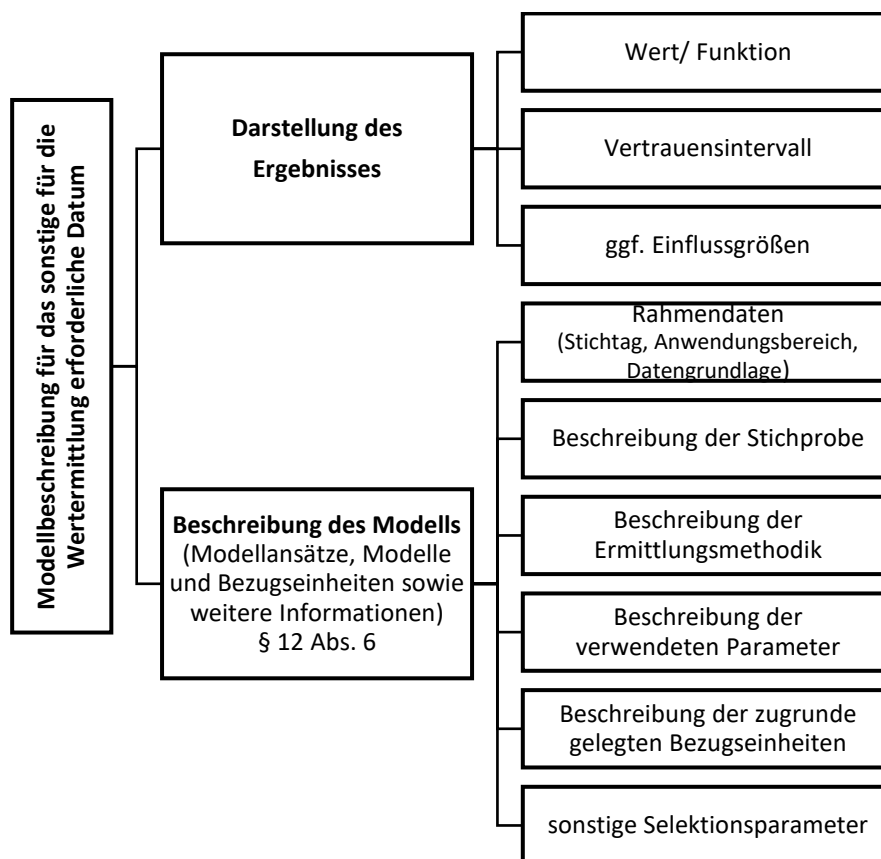 Modellbeschreibung für das sonstige für die
Wertermittlung erforderliche Datum
Darstellung des
Ergebnisses
Wert/ Funktion
Vertrauensintervall
ggf. Einflussgrößen
Beschreibung des Modells
(Modellansätze, Modelle
und Bezugseinheiten sowie
weitere Informationen)
§ 12 Abs. 6
Rahmendaten
(Stichtag, Anwendungsbereich,
Datengrundlage)
Beschreibung der Stichprobe
Beschreibung der
Ermittlungsmethodik
Beschreibung der
verwendeten Parameter
Beschreibung der zugrunde
gelegten Bezugseinheiten
sonstige Selektionsparameter